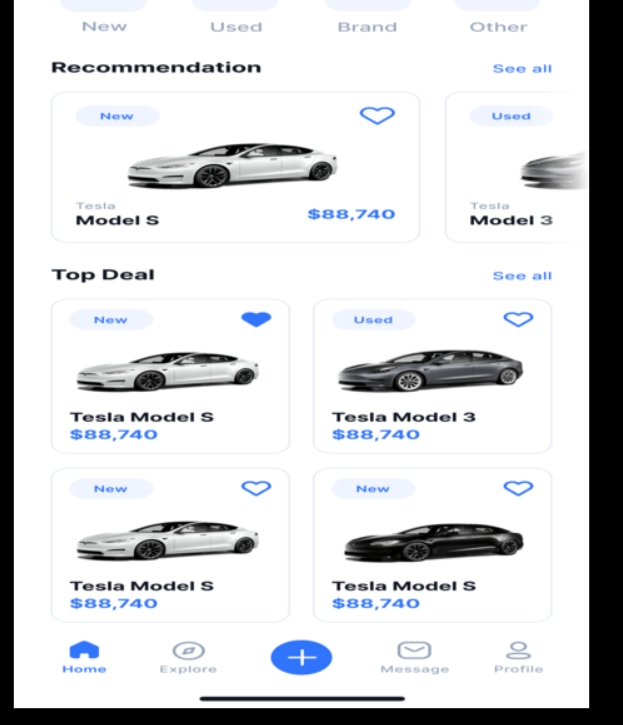 New Used Brand Other
Recommendation See all
New
Used
Tesla
Model S
$88,740
Tesla
Model 3
Top Deal See all
New
Tesla Model S
$88,740
Used
Tesla Model 3
$88,740
New
Tesla Model S
$88,740
New
Tesla Model S
$88,740
Home Explore Message Profile